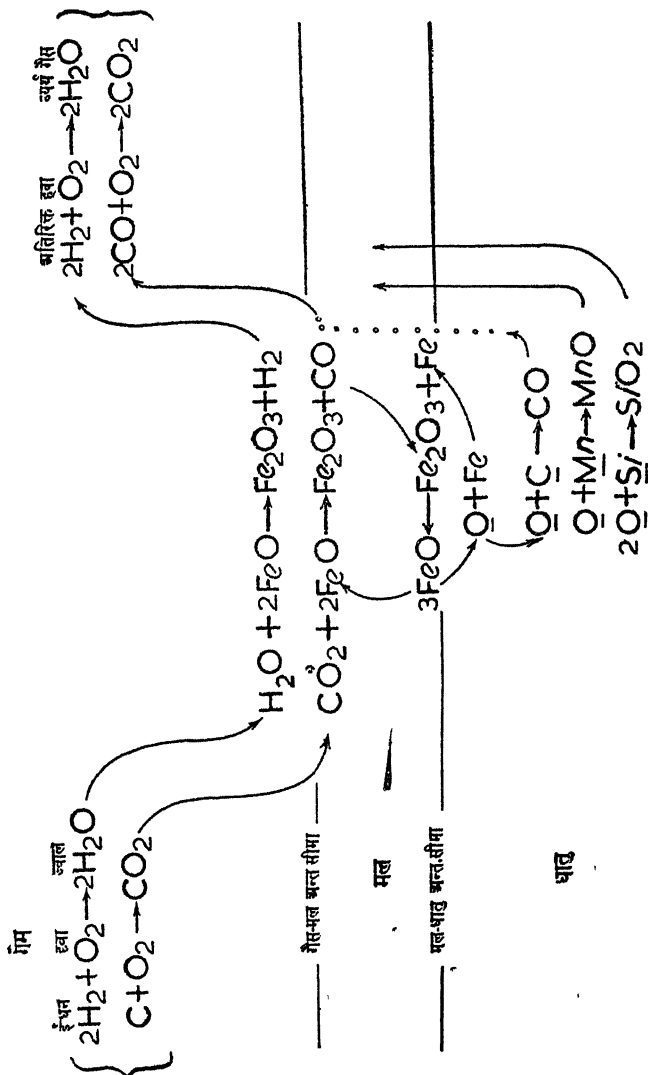 गैस
ईंधन हवा ज्वाल
2H₂+O₂→2H₂O
C+O₂→CO₂
अतिरिक्त हवा व्यर्थ गैस
2H₂+O₂→2H₂O
2CO+O₂→2CO₂
H₂O+2FeO→Fe₂O₃+H₂
गैस-मल अन्त सीमा
CO₂+2FeO→Fe₂O₃+CO
मल
मल-धातु अन्त.सीमा
3FeO←Fe₂O₃+Fe
O+Fe
धातु
O+C→CO
O+Mn→MnO
2O+Si→SiO₂